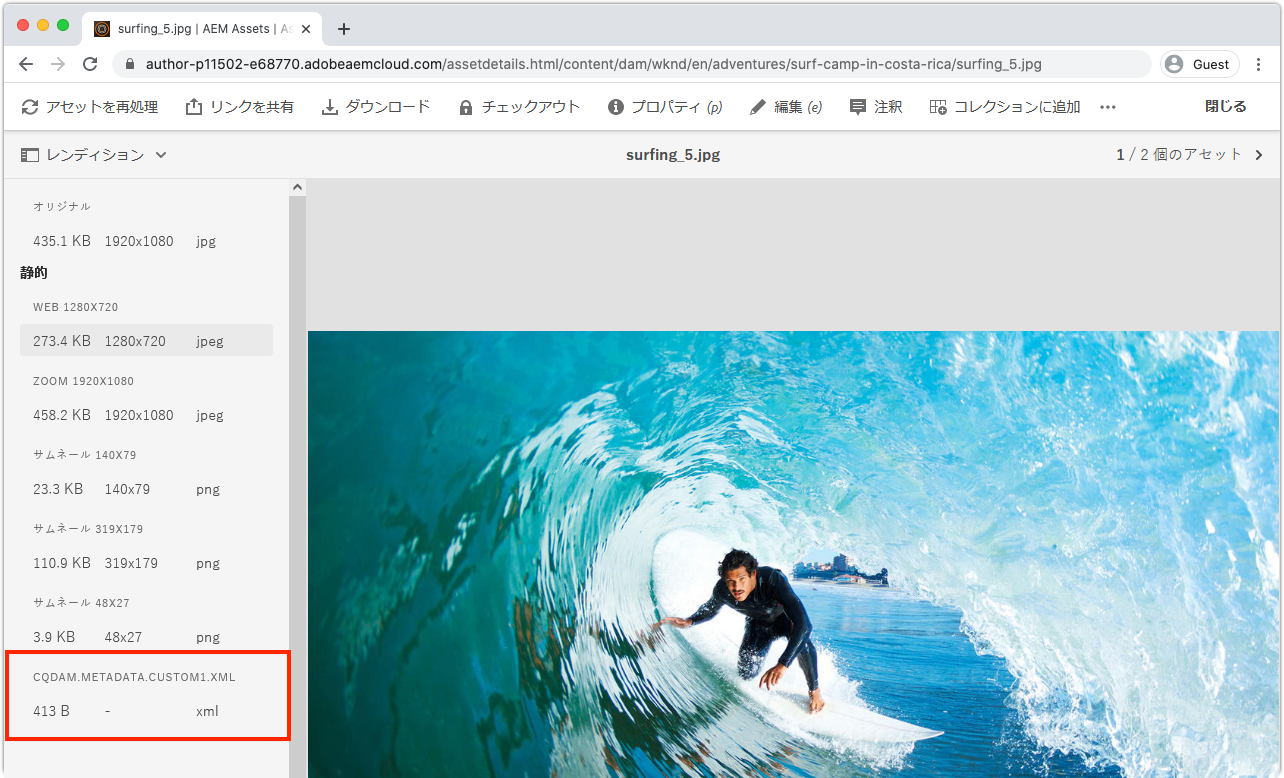 surfing_5.jpg | AEM Assets | As
author-p11502-e68770.adobeaemcloud.com/assetdetails.html/content/dam/wknd/en/adventures/surf-camp-in-costa-rica/surfing_5.jpg
Guest
アセットを再処理 リンクを共有 ダウンロード チェックアウト プロパティ (p) 編集 (e) 注釈 コレクションに追加 ••• 閉じる
レンディション surfing_5.jpg 1 / 2 個のアセット
オリジナル
435.1 KB 1920x1080 jpg
静的
WEB 1280X720
273.4 KB 1280x720 jpeg
ZOOM 1920X1080
458.2 KB 1920x1080 jpeg
サムネール 140X79
23.3 KB 140x79 png
サムネール 319X179
110.9 KB 319x179 png
サムネール 48X27
3.9 KB 48x27 png
CQDAM.METADATA.CUSTOM1.XML
413 B - xml